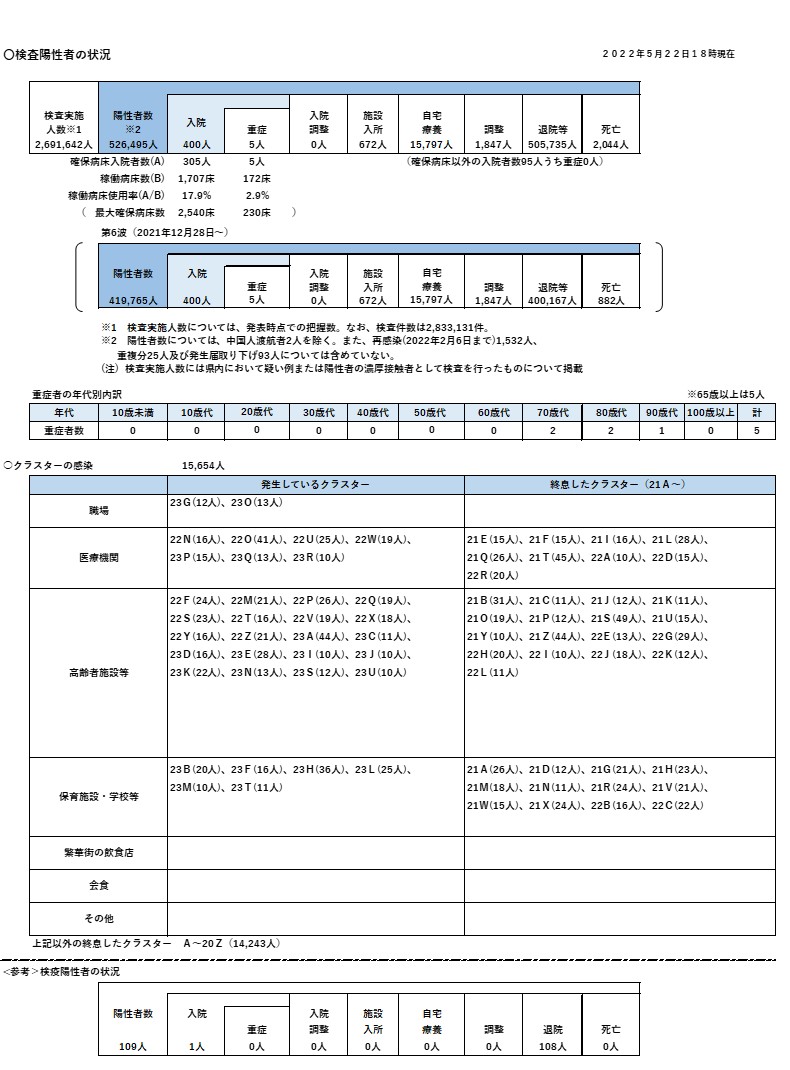 〇検査陽性者の状況
２０２２年５月２２日１８時現在
検査実施人数※1 陽性者数※2 入院 重症 入院調整 施設入所 自宅療養 調整 退院等 死亡
2,691,642人 526,495人 400人 5人 0人 672人 15,797人 1,847人 505,735人 2,044人
確保病床入院者数(A) 305人 5人 （確保病床以外の入院者数95人うち重症0人）
稼働病床数(B) 1,707床 172床
稼働病床使用率(A/B) 17.9% 2.9%
（ 最大確保病床数 2,540床 230床 ）
第6波（2021年12月28日～）
陽性者数 入院 重症 入院調整 施設入所 自宅療養 調整 退院等 死亡
419,765人 400人 5人 0人 672人 15,797人 1,847人 400,167人 882人
※1 検査実施人数については、発表時点での把握数。なお、検査件数は2,833,131件。
※2 陽性者数については、中国人渡航者2人を除く。また、再感染(2022年2月6日まで)1,532人、
重複分25人及び発生届取り下げ93人については含めていない。
(注) 検査実施人数には県内において疑い例または陽性者の濃厚接触者として検査を行ったものについて掲載
重症者の年代別内訳 ※65歳以上は5人
年代 10歳未満 10歳代 20歳代 30歳代 40歳代 50歳代 60歳代 70歳代 80歳代 90歳代 100歳以上 計
重症者数 0 0 0 0 0 0 0 2 2 1 0 5
〇クラスターの感染 15,654人
発生しているクラスター 終息したクラスター（21Ａ～）
職場
23Ｇ(12人)、23Ｏ(13人)
医療機関
22Ｎ(16人)、22Ｏ(41人)、22Ｕ(25人)、22Ｗ(19人)、
23Ｐ(15人)、23Ｑ(13人)、23Ｒ(10人)
21Ｅ(15人)、21Ｆ(15人)、21Ｉ(16人)、21Ｌ(28人)、
21Ｑ(26人)、21Ｔ(45人)、22Ａ(10人)、22Ｄ(15人)、
22Ｒ(20人)
高齢者施設等
22Ｆ(24人)、22Ｍ(21人)、22Ｐ(26人)、22Ｑ(19人)、
22Ｓ(23人)、22Ｔ(16人)、22Ｖ(19人)、22Ｘ(18人)、
22Ｙ(16人)、22Ｚ(21人)、23Ａ(44人)、23Ｃ(11人)、
23Ｄ(16人)、23Ｅ(28人)、23Ｉ(10人)、23Ｊ(10人)、
23Ｋ(22人)、23Ｎ(13人)、23Ｓ(12人)、23Ｕ(10人)
21Ｂ(31人)、21Ｃ(11人)、21Ｊ(12人)、21Ｋ(11人)、
21Ｏ(19人)、21Ｐ(12人)、21Ｓ(49人)、21Ｕ(15人)、
21Ｙ(10人)、21Ｚ(44人)、22Ｅ(13人)、22Ｇ(29人)、
22Ｈ(20人)、22Ｉ(10人)、22Ｊ(18人)、22Ｋ(12人)、
22Ｌ(11人)
保育施設・学校等
23Ｂ(20人)、23Ｆ(16人)、23Ｈ(36人)、23Ｌ(25人)、
23Ｍ(10人)、23Ｔ(11人)
21Ａ(26人)、21Ｄ(12人)、21Ｇ(21人)、21Ｈ(23人)、
21Ｍ(18人)、21Ｎ(11人)、21Ｒ(24人)、21Ｖ(21人)、
21Ｗ(15人)、21Ｘ(24人)、22Ｂ(16人)、22Ｃ(22人)
繁華街の飲食店
会食
その他
上記以外の終息したクラスター Ａ～20Ｚ（14,243人）
<参考＞検疫陽性者の状況
陽性者数 入院 重症 入院調整 施設入所 自宅療養 調整 退院 死亡
109人 1人 0人 0人 0人 0人 0人 108人 0人